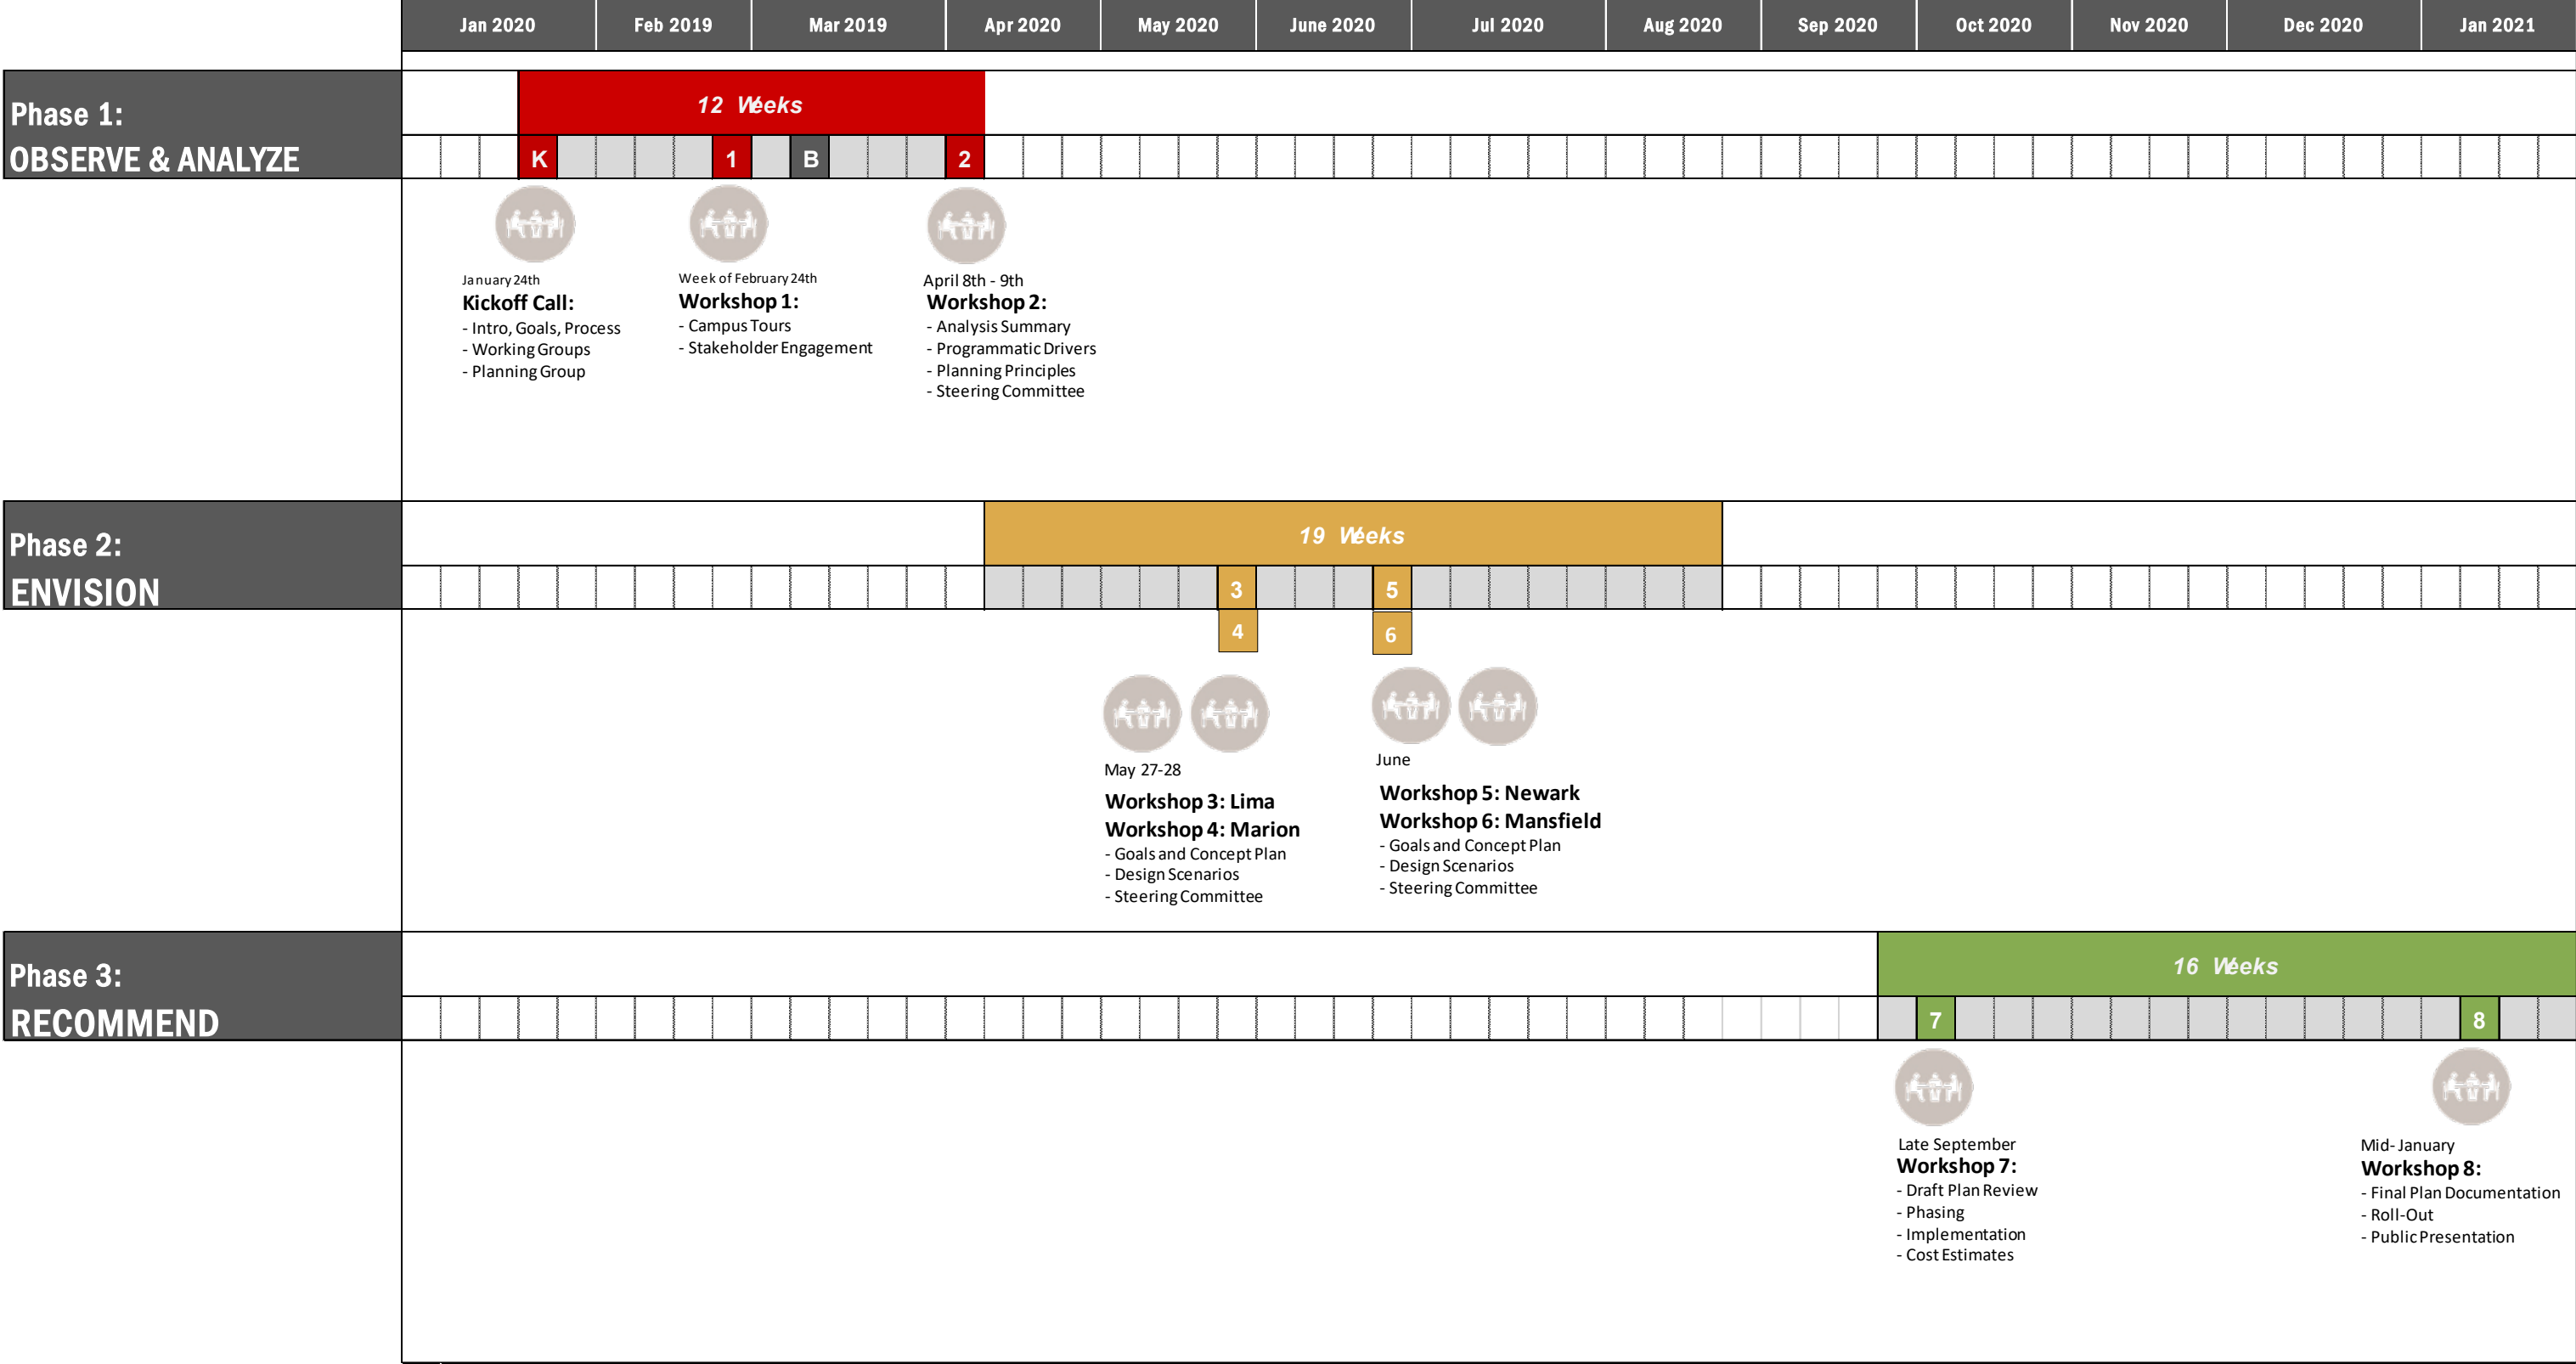 Jan 2020 Feb 2019 Mar 2019 Apr 2020 May 2020 June 2020 Jul 2020 Aug 2020 Sep 2020 Oct 2020 Nov 2020 Dec 2020 Jan 2021
Phase 1:
OBSERVE & ANALYZE
12 Weeks
K 1 B 2
January 24th
Kickoff Call:
- Intro, Goals, Process
- Working Groups
- Planning Group
Week of February 24th
Workshop 1:
- Campus Tours
- Stakeholder Engagement
April 8th - 9th
Workshop 2:
- Analysis Summary
- Programmatic Drivers
- Planning Principles
- Steering Committee
Phase 2:
ENVISION
19 Weeks
3 5
4 6
May 27-28
Workshop 3: Lima
Workshop 4: Marion
- Goals and Concept Plan
- Design Scenarios
- Steering Committee
June
Workshop 5: Newark
Workshop 6: Mansfield
- Goals and Concept Plan
- Design Scenarios
- Steering Committee
Phase 3:
RECOMMEND
16 Weeks
7 8
Late September
Workshop 7:
- Draft Plan Review
- Phasing
- Implementation
- Cost Estimates
Mid-January
Workshop 8:
- Final Plan Documentation
- Roll-Out
- Public Presentation